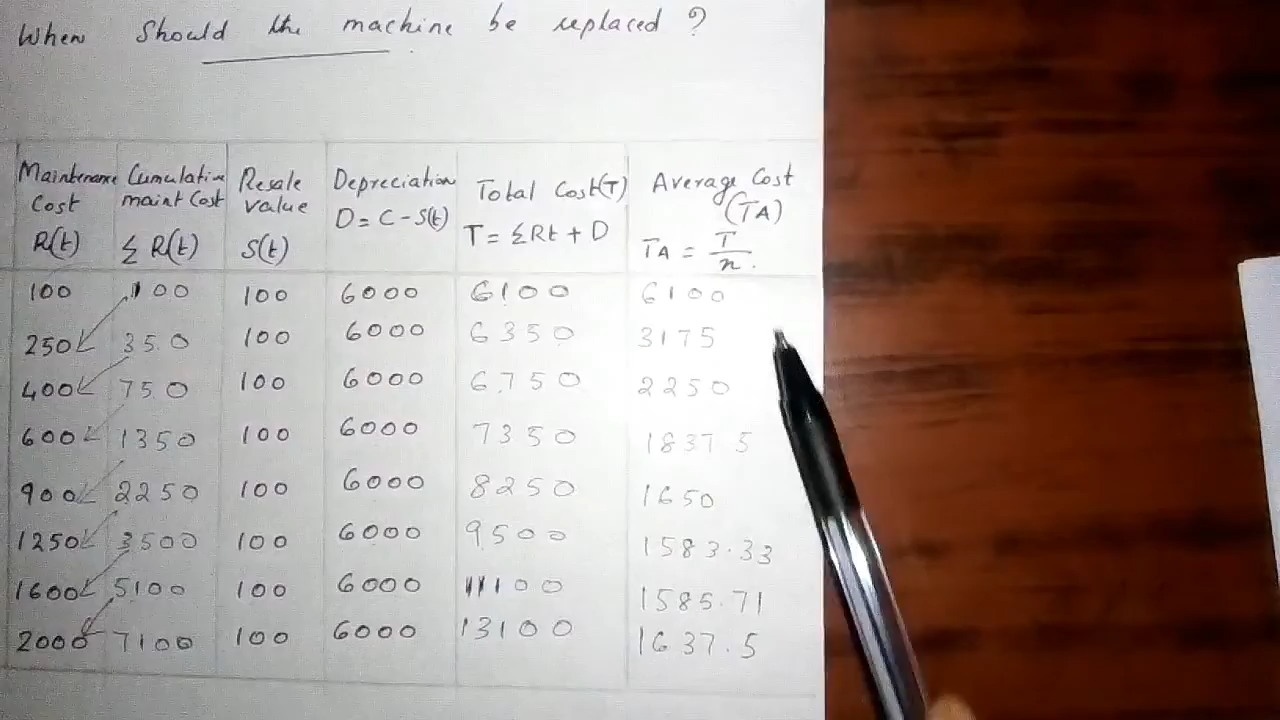 When should the machine be replaced ?
Maintenance Cost R(t) Cumulative maint Cost Σ R(t) Resale value S(t) Depreciation D = C - S(t) Total Cost(T) T = ΣRt + D Average Cost (TA) TA = T/n.
100 100 100 6000 6100 6100
250 350 100 6000 6350 3175
400 750 100 6000 6750 2250
600 1350 100 6000 7350 1837 5
900 2250 100 6000 8250 1650
1250 3500 100 6000 9500 1583.33
1600 5100 100 6000 11100 1585.71
2000 7100 100 6000 13100 1637.5